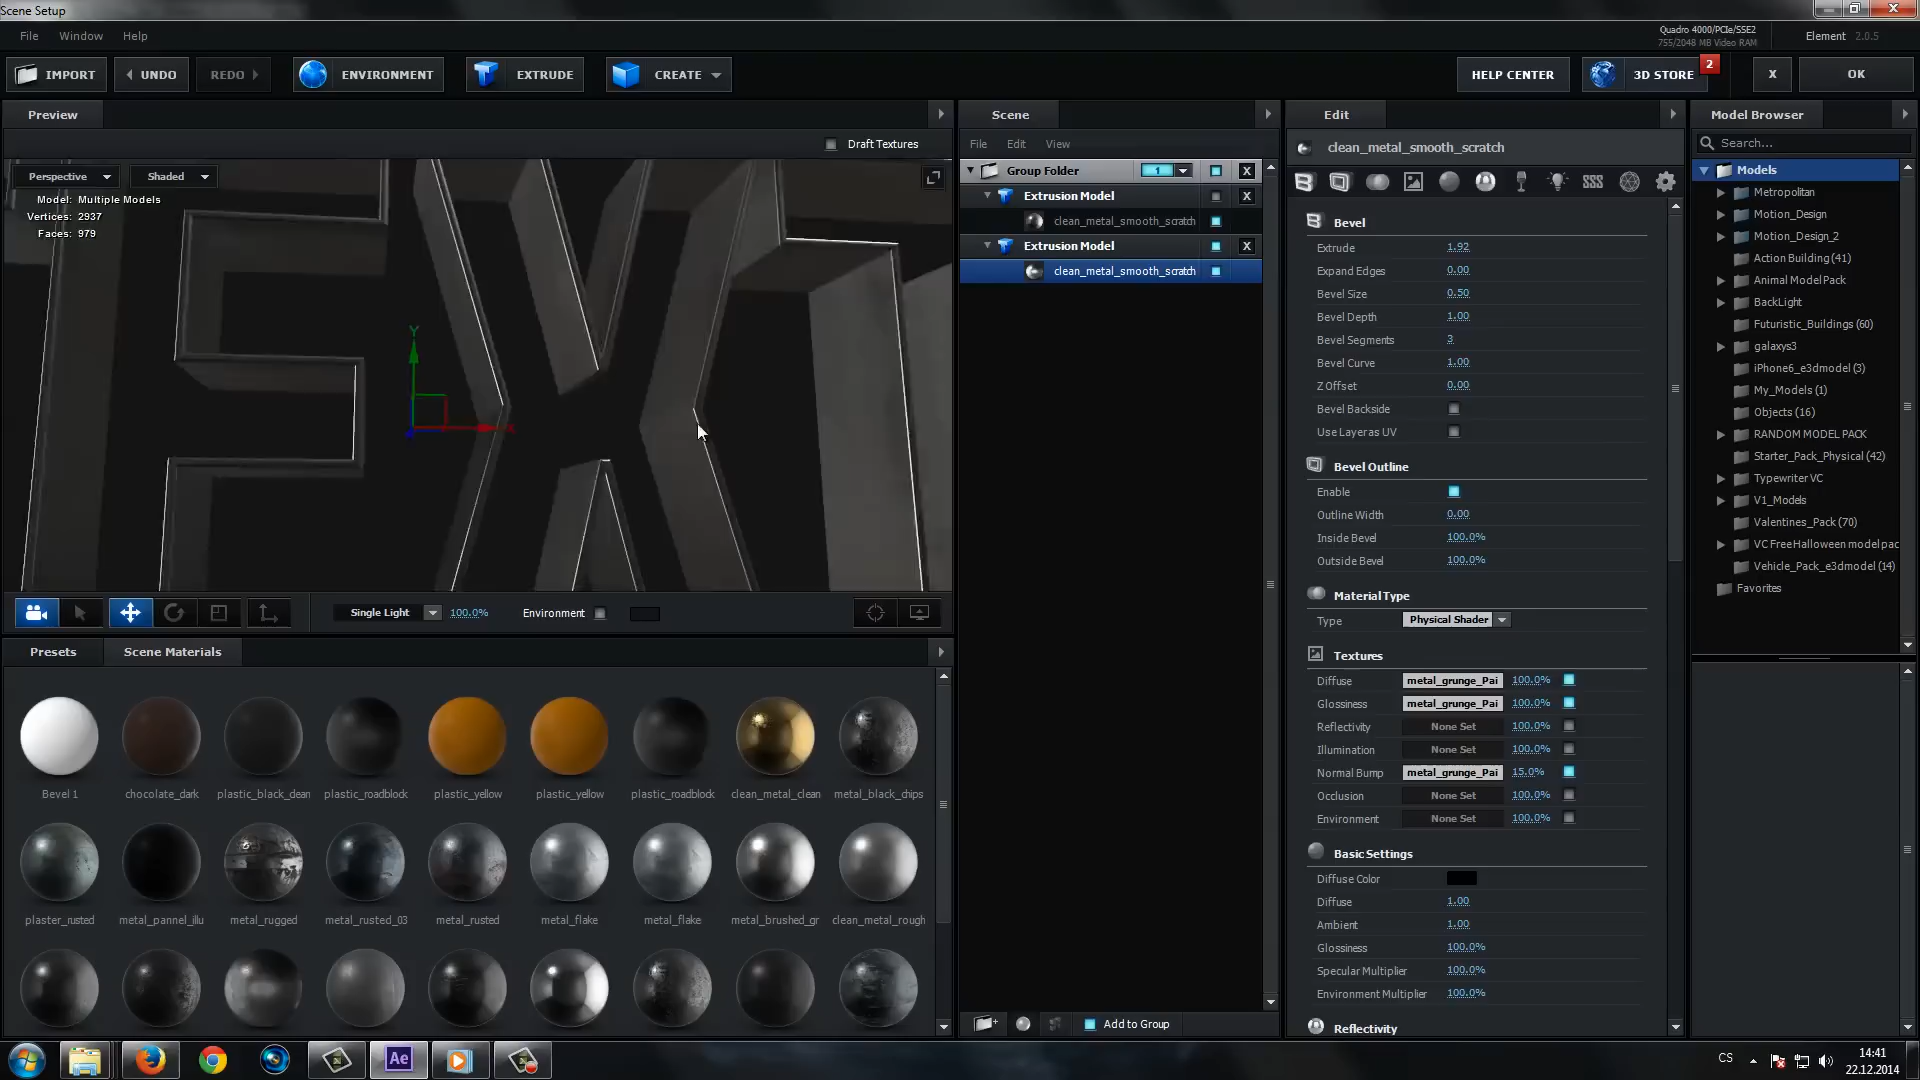 Scene Setup
File Window Help
Quadro 4000/PCIe/SSE2
755/2048 MB Video RAM
Element 2.0.5
IMPORT UNDO REDO ENVIRONMENT EXTRUDE CREATE HELP CENTER 3D STORE 2 X OK
Preview
Draft Textures
Perspective Shaded
Model: Multiple Models
Vertices: 2937
Faces: 979
Y
X
Single Light 100.0% Environment
Presets Scene Materials
Bevel 1 chocolate_dark plastic_black_clean plastic_roadblock plastic_yellow plastic_yellow plastic_roadblock clean_metal_clean metal_black_chips
plaster_rusted metal_pannel_illu metal_rugged metal_rusted_03 metal_rusted metal_flake metal_flake metal_brushed_gr clean_metal_rough
Scene
File Edit View
Group Folder 1 X
Extrusion Model X
clean_metal_smooth_scratch
Extrusion Model X
clean_metal_smooth_scratch
Add to Group
Edit
clean_metal_smooth_scratch
Bevel
Extrude 1.92
Expand Edges 0.00
Bevel Size 0.50
Bevel Depth 1.00
Bevel Segments 3
Bevel Curve 1.00
Z Offset 0.00
Bevel Backside
Use Layer as UV
Bevel Outline
Enable
Outline Width 0.00
Inside Bevel 100.0%
Outside Bevel 100.0%
Material Type
Type Physical Shader
Textures
Diffuse metal_grunge_Pai 100.0%
Glossiness metal_grunge_Pai 100.0%
Reflectivity None Set 100.0%
Illumination None Set 100.0%
Normal Bump metal_grunge_Pai 15.0%
Occlusion None Set 100.0%
Environment None Set 100.0%
Basic Settings
Diffuse Color
Diffuse 1.00
Ambient 1.00
Glossiness 100.0%
Specular Multiplier 100.0%
Environment Multiplier 100.0%
Reflectivity
Model Browser
Search...
Models
Metropolitan
Motion_Design
Motion_Design_2
Action Building (41)
Animal Model Pack
BackLight
Futuristic_Buildings (60)
galaxys3
iPhone6_e3dmodel (3)
My_Models (1)
Objects (16)
RANDOM MODEL PACK
Starter_Pack_Physical (42)
Typewriter VC
V1_Models
Valentines_Pack (70)
VC Free Halloween model pac
Vehicle_Pack_e3dmodel (14)
Favorites
Ae
CS
14:41
22.12.2014